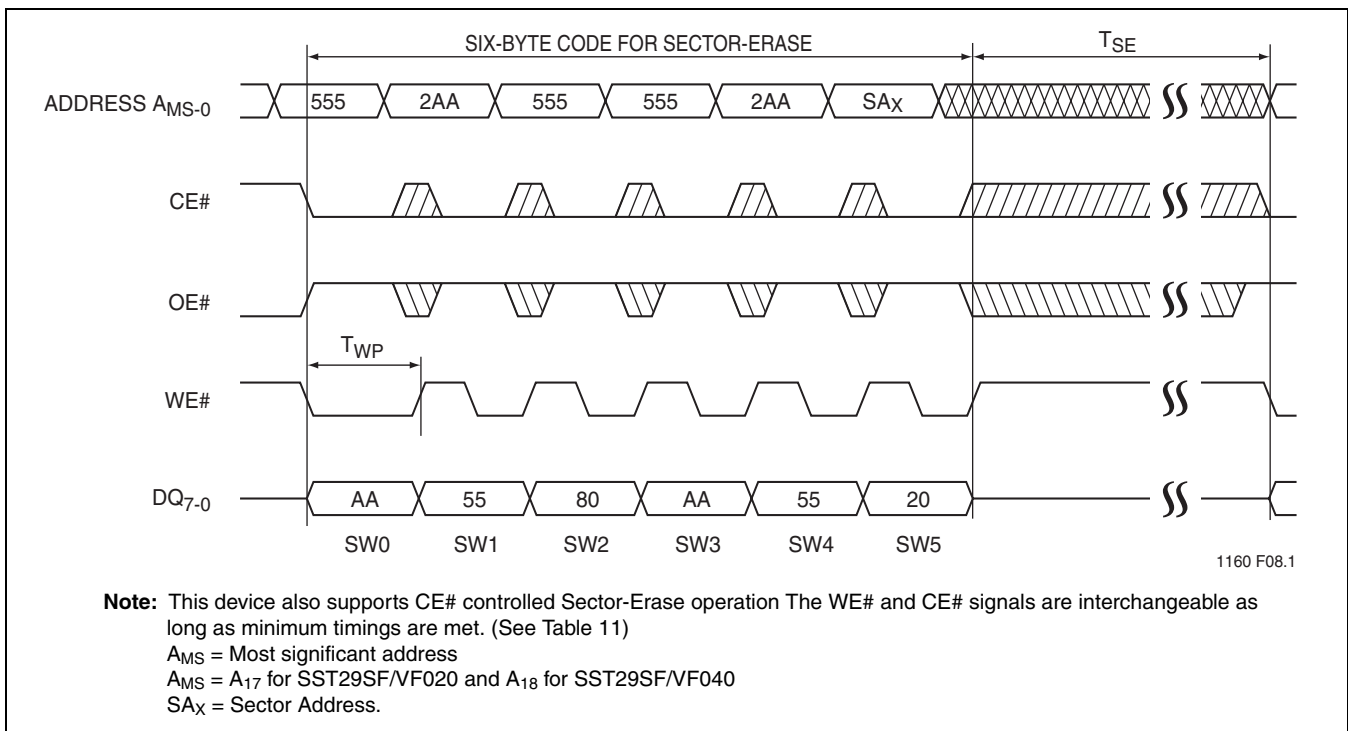 SIX-BYTE CODE FOR SECTOR-ERASE TSE
ADDRESS AMS-0 555 2AA 555 555 2AA SAX
CE#
OE#
TWP
WE#
DQ7-0 AA 55 80 AA 55 20
SW0 SW1 SW2 SW3 SW4 SW5
1160 F08.1
Note: This device also supports CE# controlled Sector-Erase operation The WE# and CE# signals are interchangeable as
long as minimum timings are met. (See Table 11)
AMS = Most significant address
AMS = A17 for SST29SF/VF020 and A18 for SST29SF/VF040
SAX = Sector Address.